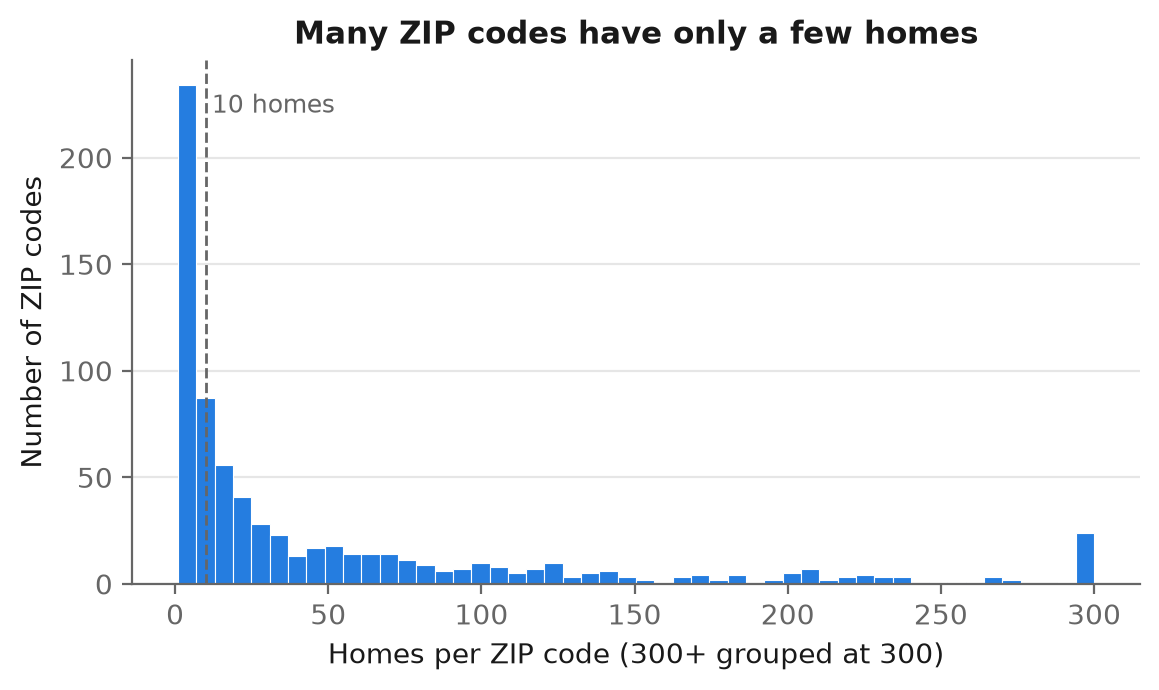 Many ZIP codes have only a few homes
10 homes
Number of ZIP codes
200
150
100
50
0
0 50 100 150 200 250 300
Homes per ZIP code (300+ grouped at 300)